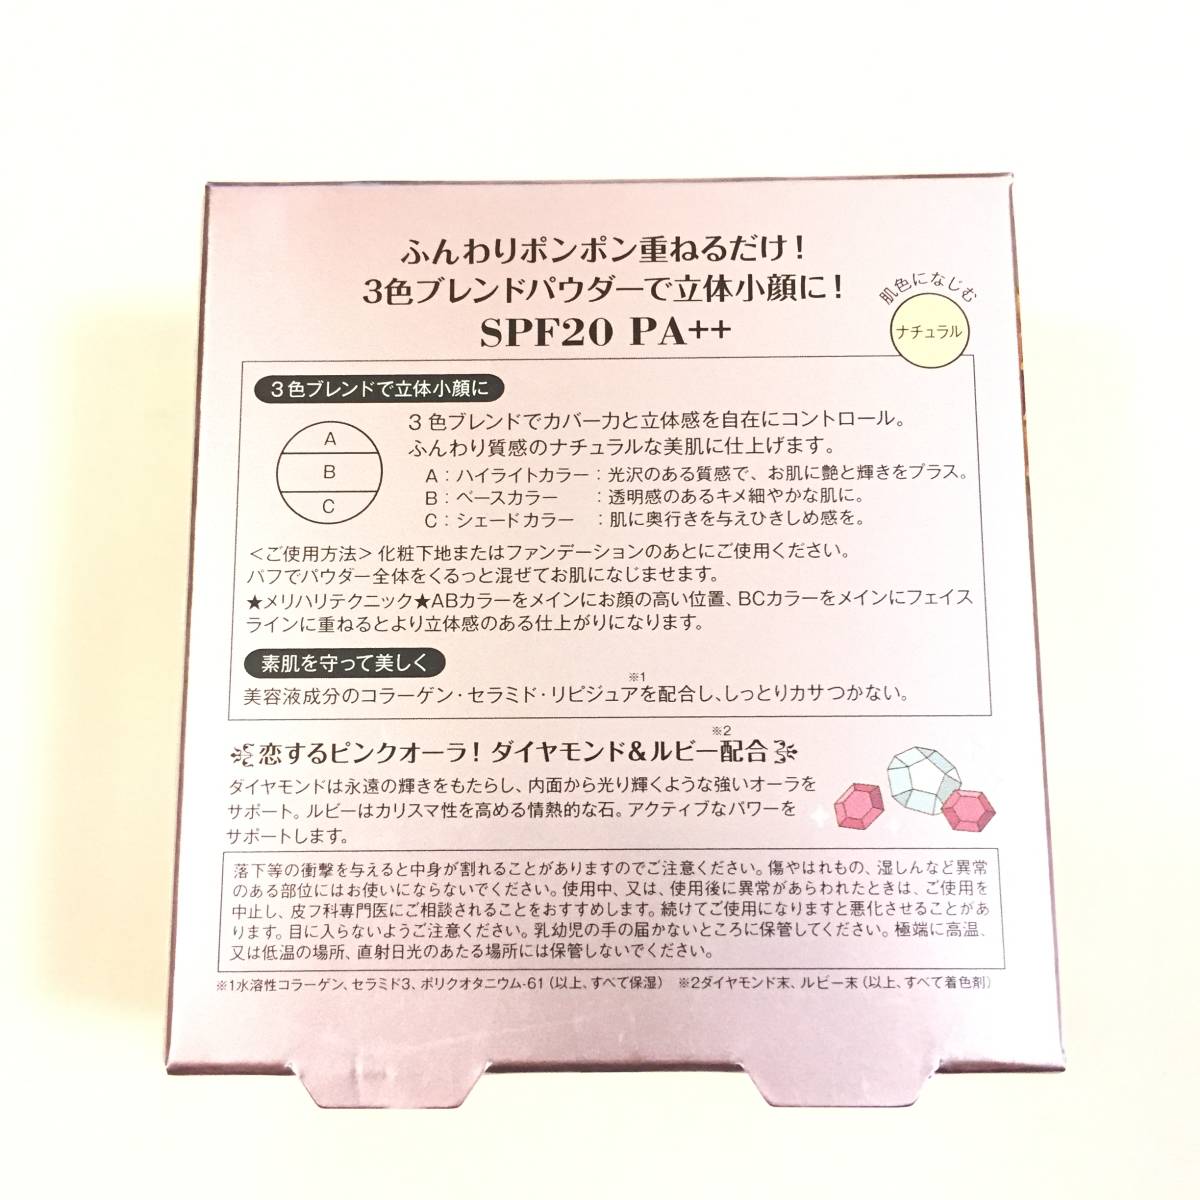 ふんわりポンポン重ねるだけ！
3色ブレンドパウダーで立体小顔に！
SPF20 PA++
肌色になじむ
ナチュラル
3色ブレンドで立体小顔に
A
B
C
3色ブレンドでカバー力と立体感を自在にコントロール。
ふんわり質感のナチュラルな美肌に仕上げます。
A：ハイライトカラー：光沢のある質感で、お肌に艶と輝きをプラス。
B：ベースカラー ：透明感のあるキメ細やかな肌に。
C：シェードカラー ：肌に奥行きを与えひきしめ感を。
＜ご使用方法＞化粧下地またはファンデーションのあとにご使用ください。
パフでパウダー全体をくるっと混ぜてお肌になじませます。
★メリハリテクニック★ABカラーをメインにお顔の高い位置、BCカラーをメインにフェイス
ラインに重ねるとより立体感のある仕上がりになります。
素肌を守って美しく
美容液成分のコラーゲン・セラミド・リピジュア※1を配合し、しっとりカサつかない。
恋するピンクオーラ！ダイヤモンド&ルビー※2配合
ダイヤモンドは永遠の輝きをもたらし、内面から光り輝くような強いオーラを
サポート。ルビーはカリスマ性を高める情熱的な石。アクティブなパワーを
サポートします。
落下等の衝撃を与えると中身が割れることがありますのでご注意ください。傷やはれもの、湿しんなど異常
のある部位にはお使いにならないでください。使用中、又は、使用後に異常があらわれたときは、ご使用を
中止し、皮フ科専門医にご相談されることをおすすめします。続けてご使用になりますと悪化させることがあ
ります。目に入らないようご注意ください。乳幼児の手の届かないところに保管してください。極端に高温、
又は低温の場所、直射日光のあたる場所には保管しないでください。
※1水溶性コラーゲン、セラミド3、ポリクオタニウム-61（以上、すべて保湿） ※2ダイヤモンド末、ルビー末（以上、すべて着色剤）